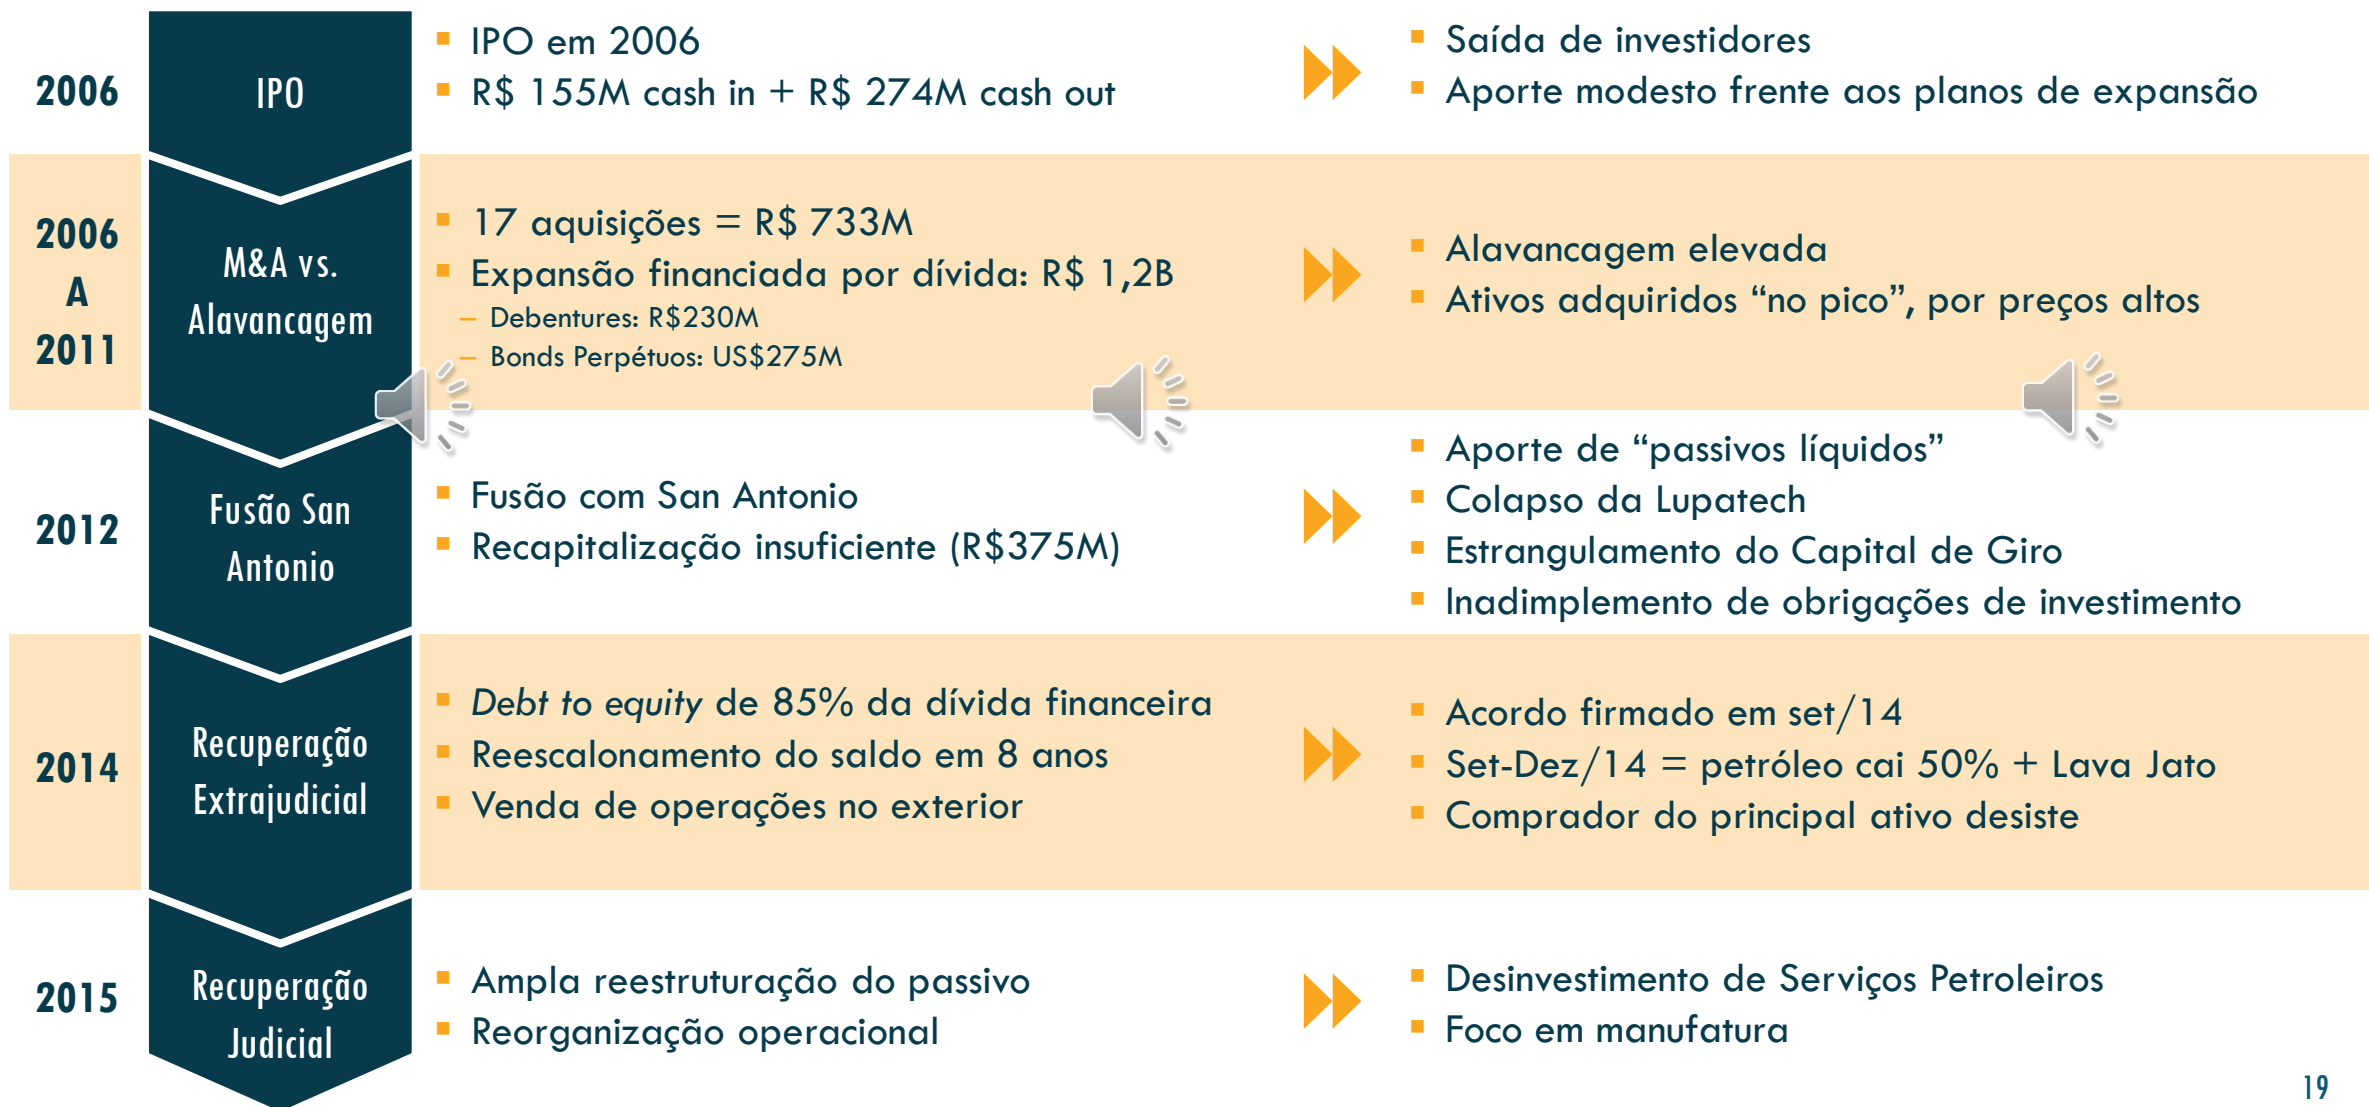 2006
IPO
▪ IPO em 2006
▪ R$ 155M cash in + R$ 274M cash out
▪ Saída de investidores
▪ Aporte modesto frente aos planos de expansão
2006
A
2011
M&A vs.
Alavancagem
▪ 17 aquisições = R$ 733M
▪ Expansão financiada por dívida: R$ 1,2B
– Debentures: R$230M
– Bonds Perpétuos: US$275M
▪ Alavancagem elevada
▪ Ativos adquiridos “no pico”, por preços altos
2012
Fusão San
Antonio
▪ Fusão com San Antonio
▪ Recapitalização insuficiente (R$375M)
▪ Aporte de “passivos líquidos”
▪ Colapso da Lupatech
▪ Estrangulamento do Capital de Giro
▪ Inadimplemento de obrigações de investimento
2014
Recuperação
Extrajudicial
▪ Debt to equity de 85% da dívida financeira
▪ Reescalonamento do saldo em 8 anos
▪ Venda de operações no exterior
▪ Acordo firmado em set/14
▪ Set-Dez/14 = petróleo cai 50% + Lava Jato
▪ Comprador do principal ativo desiste
2015
Recuperação
Judicial
▪ Ampla reestruturação do passivo
▪ Reorganização operacional
▪ Desinvestimento de Serviços Petroleiros
▪ Foco em manufatura
19